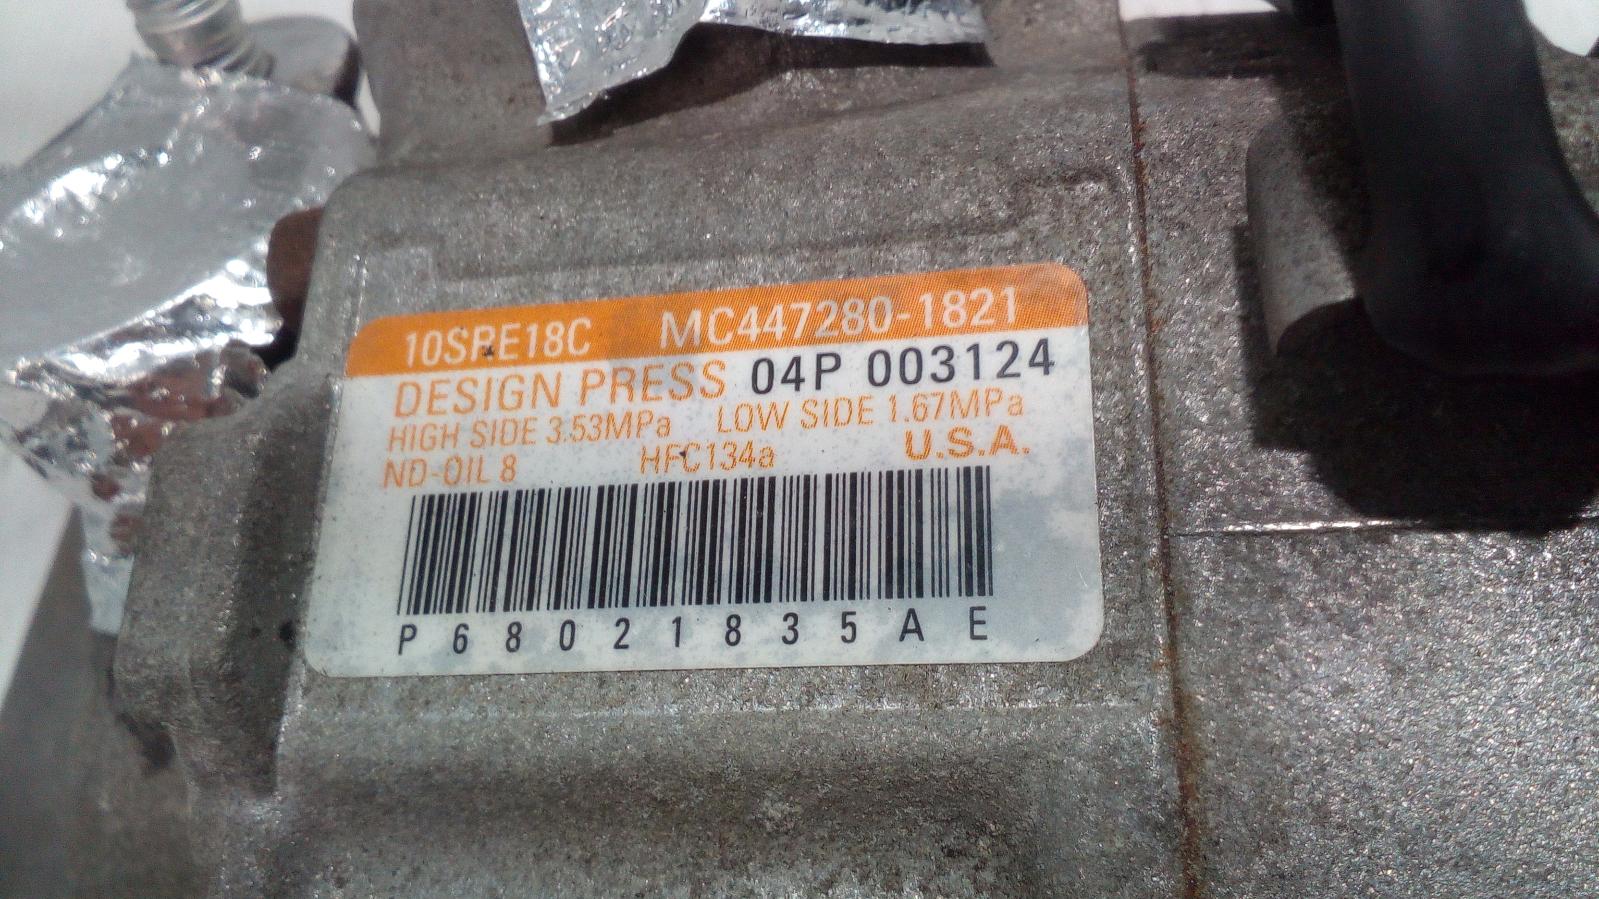 10SRE18C MC447280-1821
DESIGN PRESS 04P 003124
HIGH SIDE 3.53MPa LOW SIDE 1.67MPa
ND-OIL 8 HFC134a U.S.A.
P68021835AE